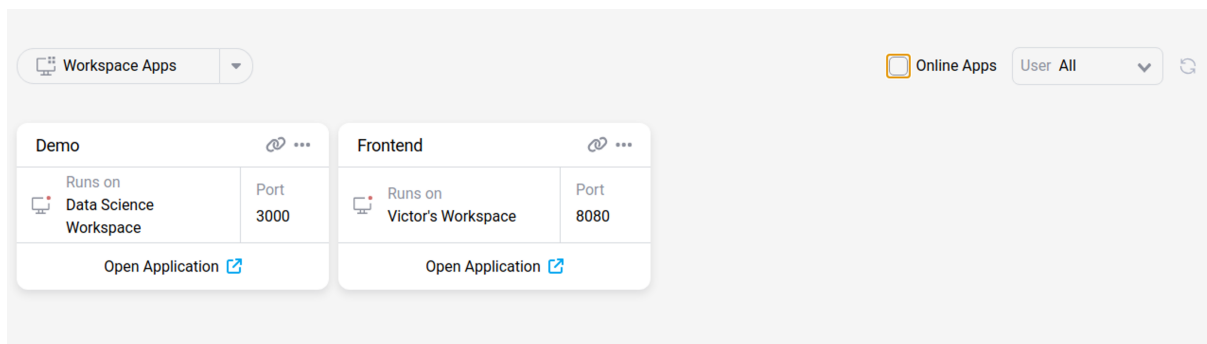 Workspace Apps
Online Apps
User All
Demo
Runs on
Data Science
Workspace
Port
3000
Open Application
Frontend
Runs on
Victor's Workspace
Port
8080
Open Application